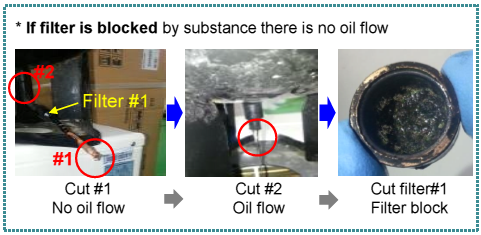 * If filter is blocked by substance there is no oil flow
#2
Filter #1
#1
Cut #1
No oil flow
Cut #2
Oil flow
Cut filter#1
Filter block